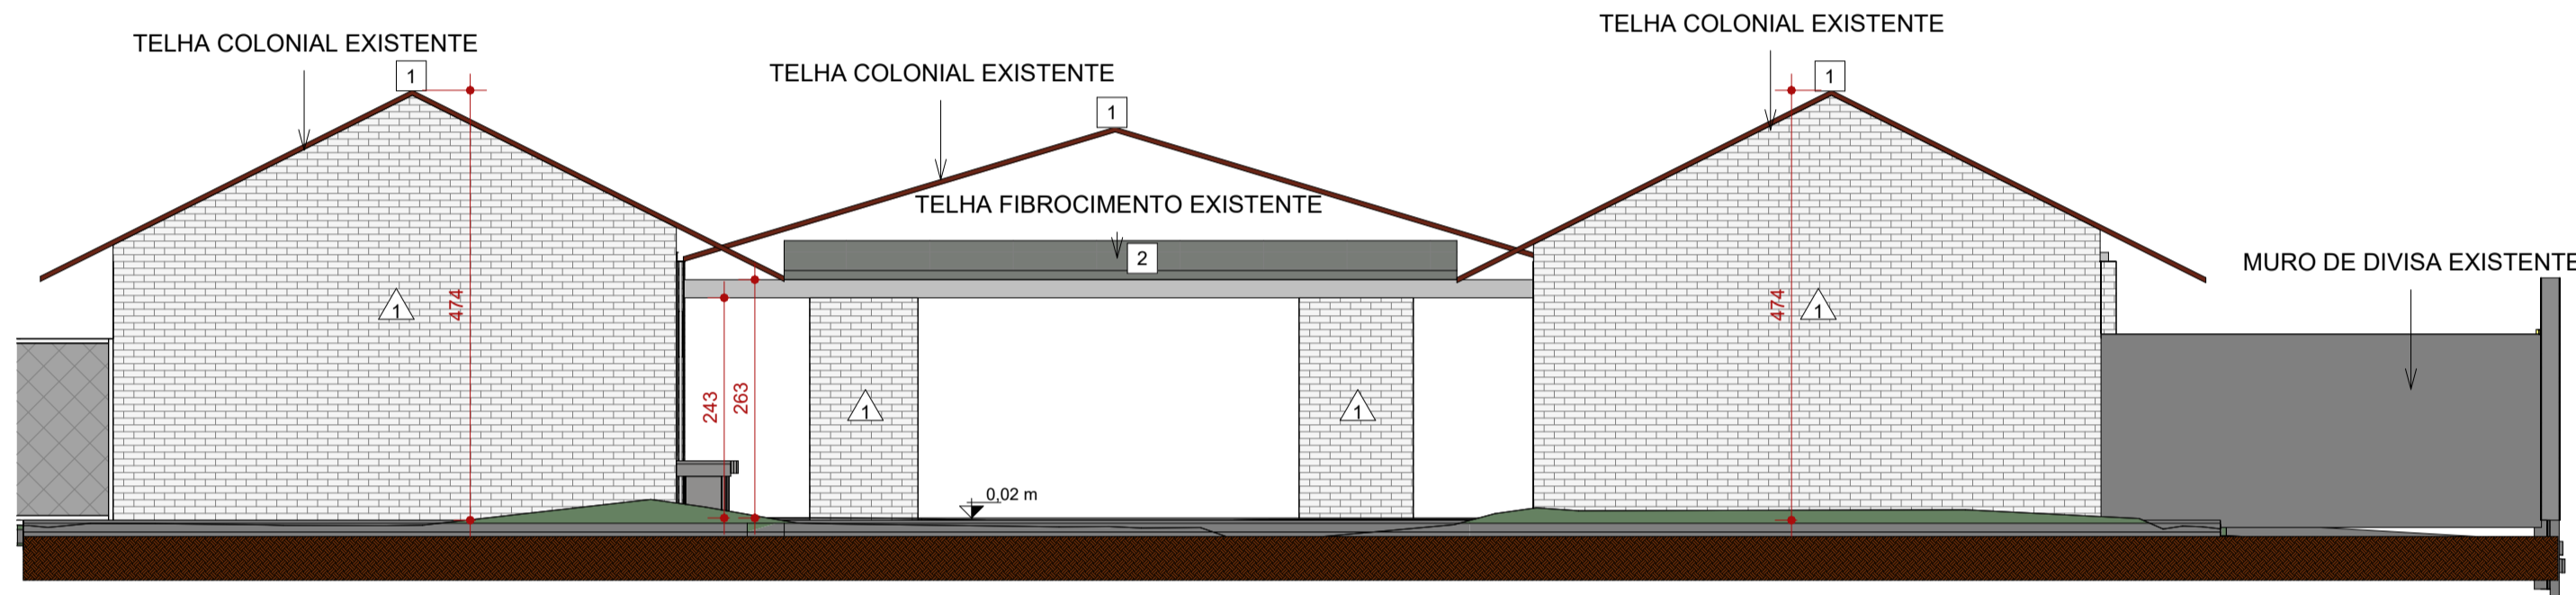 TELHA COLONIAL EXISTENTE
TELHA COLONIAL EXISTENTE
TELHA COLONIAL EXISTENTE
1
1
1
TELHA FIBROCIMENTO EXISTENTE
2
MURO DE DIVISA EXISTENTE
474
1
474
1
243
263
1
1
0,02 m